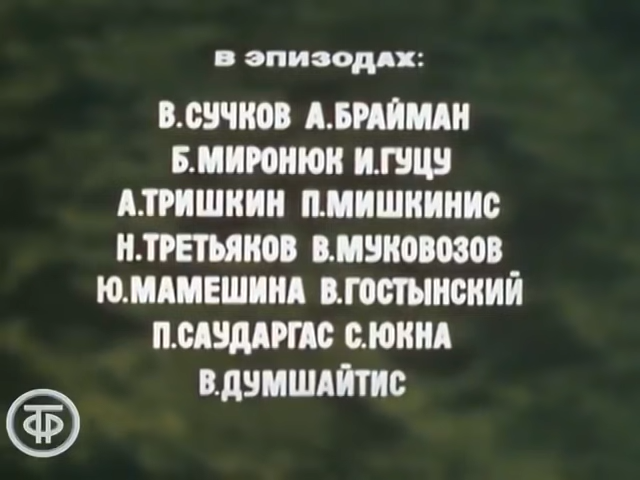 В ЭПИЗОДАХ:
В.СУЧКОВ А.БРАЙМАН
Б.МИРОНЮК И.ГУЦУ
А.ТРИШКИН П.МИШКИНИС
Н.ТРЕТЬЯКОВ В.МУКОВОЗОВ
Ю.МАМЕШИНА В.ГОСТЫНСКИЙ
П.САУДАРГАС С.ЮКНА
В.ДУМШАЙТИС